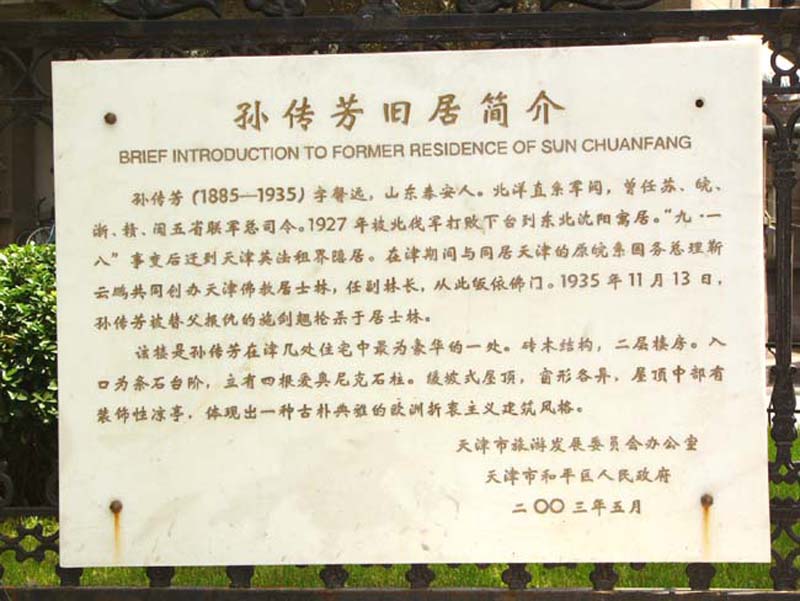 孙传芳旧居简介
BRIEF INTRODUCTION TO FORMER RESIDENCE OF SUN CHUANFANG
孙传芳(1885—1935)字馨远，山东泰安人。北洋直系军阀，曾任苏、皖、
浙、赣、闽五省联军总司令。1927年被北伐军打败下台到东北沈阳寓居。“九·一
八”事变后迁到天津英法租界隐居。在津期间与同居天津的原皖系国务总理靳
云鹏共同创办天津佛教居士林，任副林长，从此皈依佛门。1935年11月13日，
孙传芳被替父报仇的施剑翘枪杀于居士林。
该楼是孙传芳在津几处住宅中最为豪华的一处。砖木结构，二层楼房。入
口为条石台阶，立有四根爱奥尼克石柱。缓坡式屋顶，窗形各异，屋顶中部有
装饰性凉亭，体现出一种古朴典雅的欧洲折衷主义建筑风格。
天津市旅游发展委员会办公室
天津市和平区人民政府
二〇〇三年五月